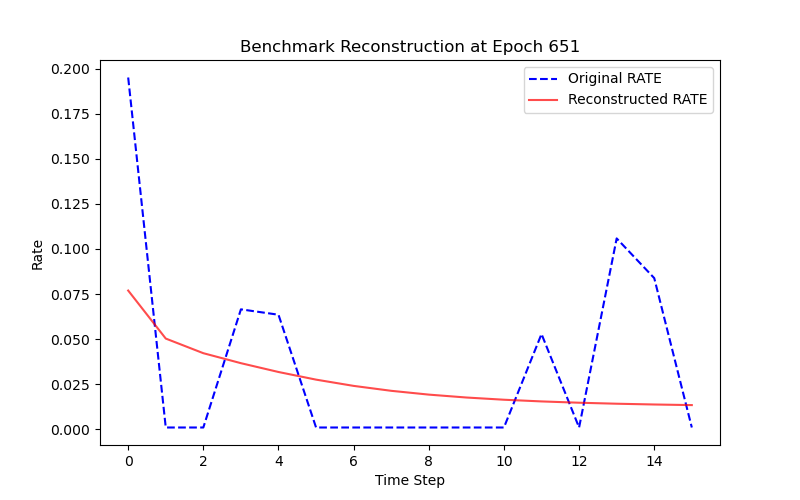 Benchmark Reconstruction at Epoch 651
Original RATE
Reconstructed RATE
Rate
0.200
0.175
0.150
0.125
0.100
0.075
0.050
0.025
0.000
0 2 4 6 8 10 12 14
Time Step